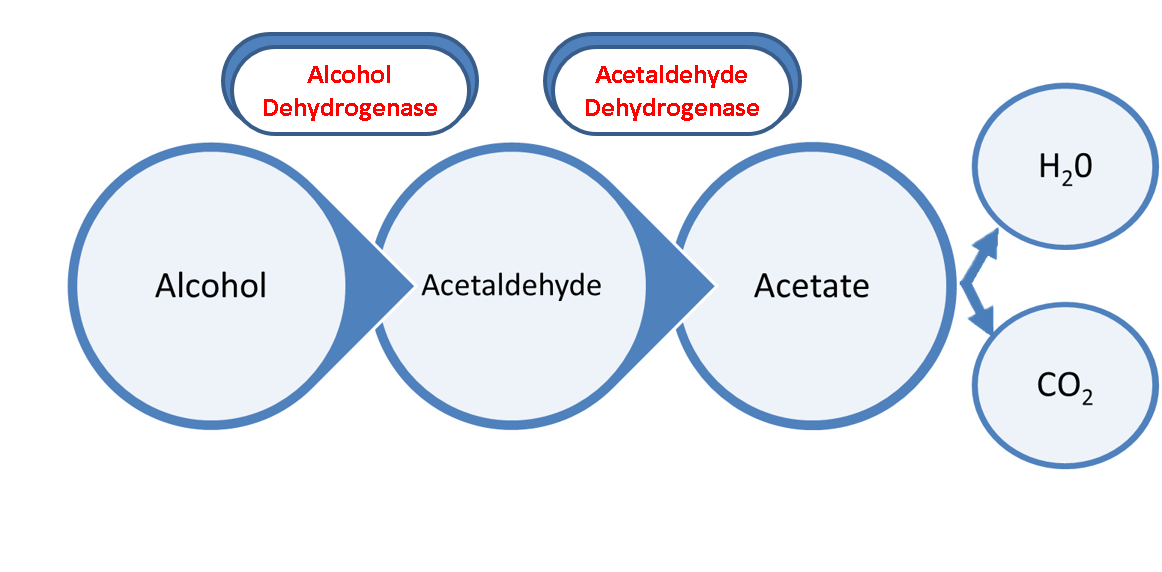 Alcohol
Dehydrogenase
Acetaldehyde
Dehydrogenase
Alcohol
Acetaldehyde
Acetate
H₂0
CO₂